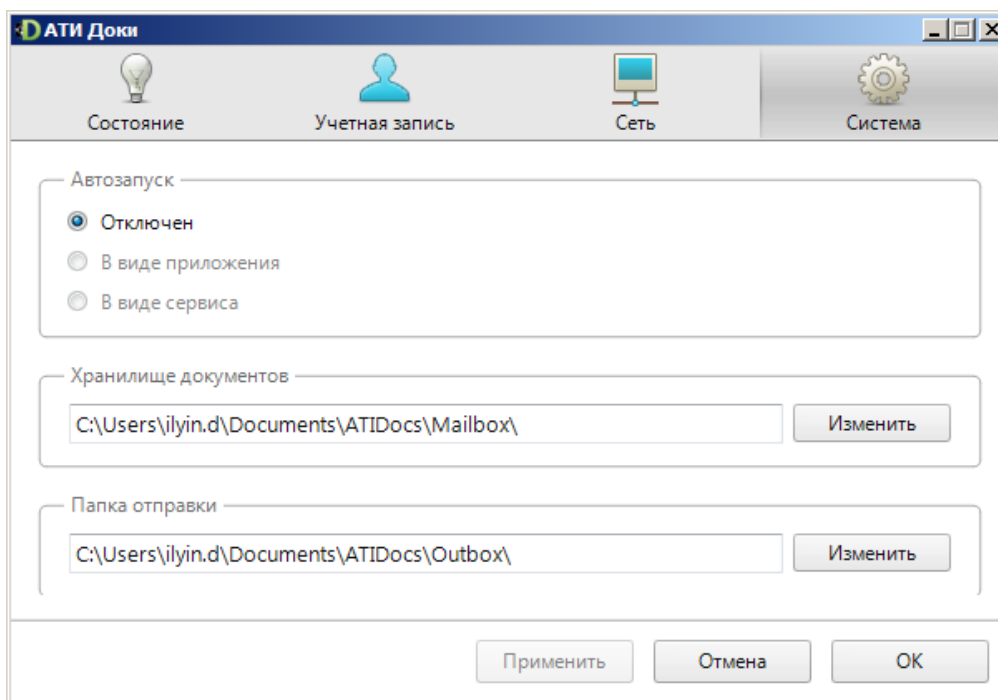 АТИ Доки
Состояние Учетная запись Сеть Система
Автозапуск
Отключен
В виде приложения
В виде сервиса
Хранилище документов
C:\Users\ilyin.d\Documents\ATIDocs\Mailbox\ Изменить
Папка отправки
C:\Users\ilyin.d\Documents\ATIDocs\Outbox\ Изменить
Применить Отмена ОК